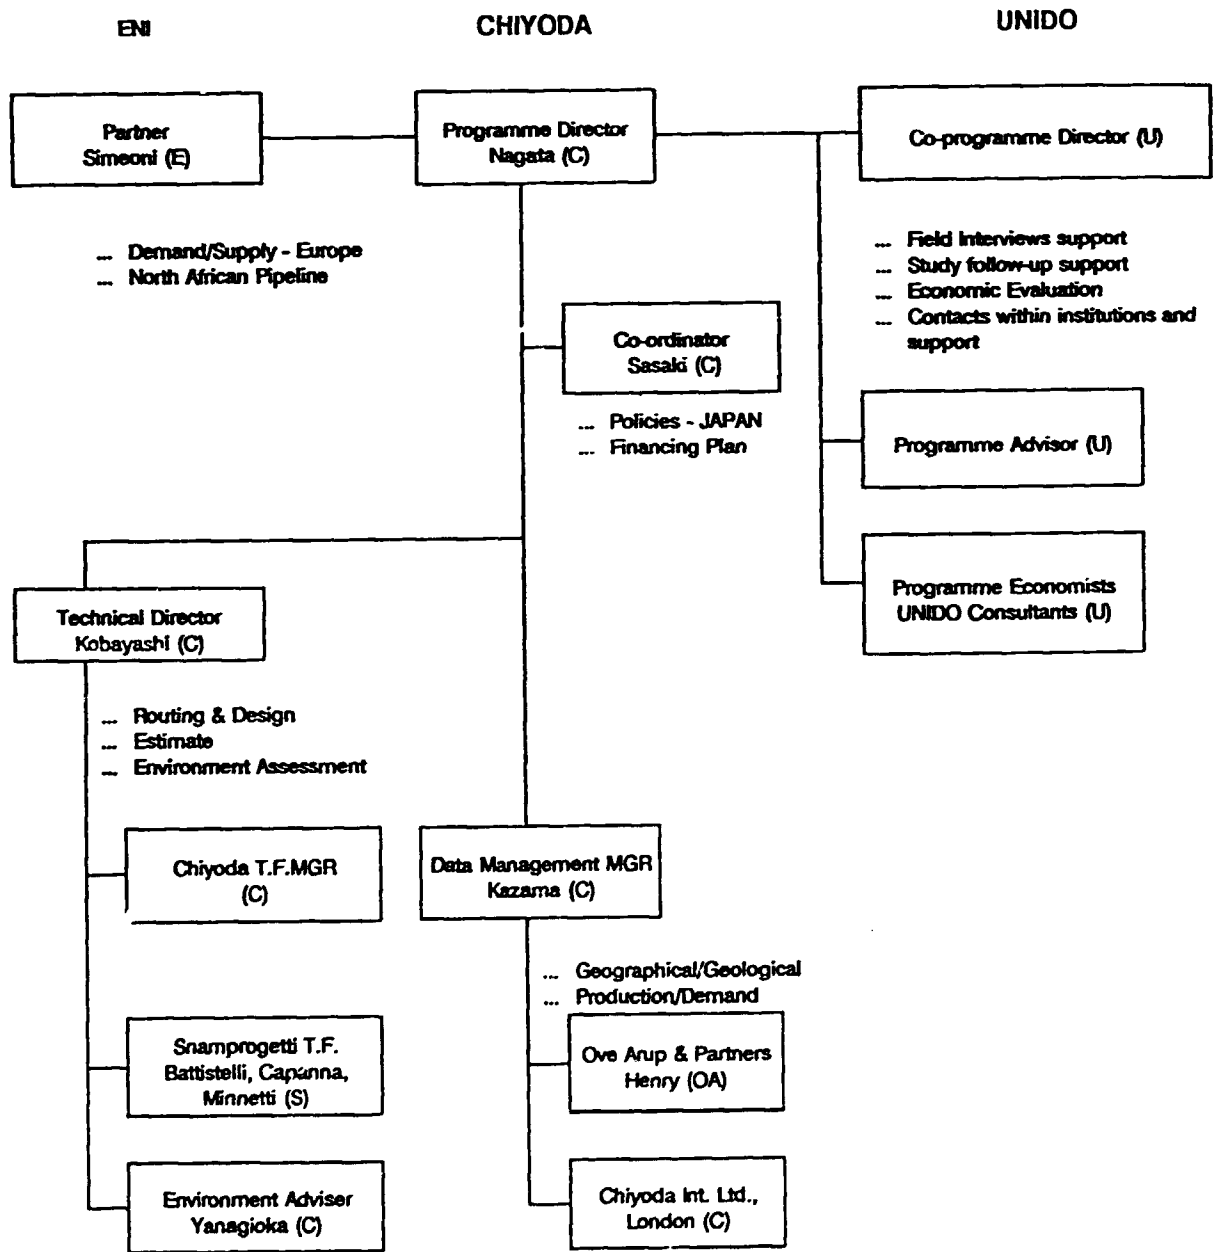 ENI
CHIYODA
UNIDO
Partner
Simeoni (E)
Programme Director
Nagata (C)
Co-programme Director (U)
... Demand/Supply - Europe
... North African Pipeline
... Field Interviews support
... Study follow-up support
... Economic Evaluation
... Contacts within institutions and
support
Co-ordinator
Sasaki (C)
... Policies - JAPAN
... Financing Plan
Programme Advisor (U)
Programme Economists
UNIDO Consultants (U)
Technical Director
Kobayashi (C)
... Routing & Design
... Estimate
... Environment Assessment
Chiyoda T.F.MGR
(C)
Data Management MGR
Kazama (C)
... Geographical/Geological
... Production/Demand
Snamprogetti T.F.
Battistelli, Capanna,
Minnetti (S)
Ove Arup & Partners
Henry (OA)
Environment Adviser
Yanagioka (C)
Chiyoda Int. Ltd.,
London (C)